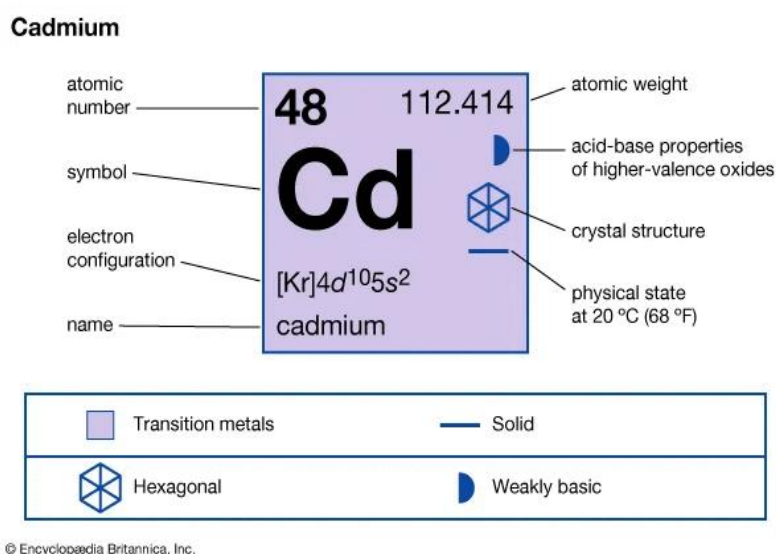 Cadmium
atomic
number
48
112.414
atomic weight
symbol
Cd
acid-base properties
of higher-valence oxides
electron
configuration
crystal structure
[Kr]4d¹⁰5s²
physical state
at 20 ºC (68 ºF)
name
cadmium
Transition metals
Solid
Hexagonal
Weakly basic
© Encyclopædia Britannica, Inc.